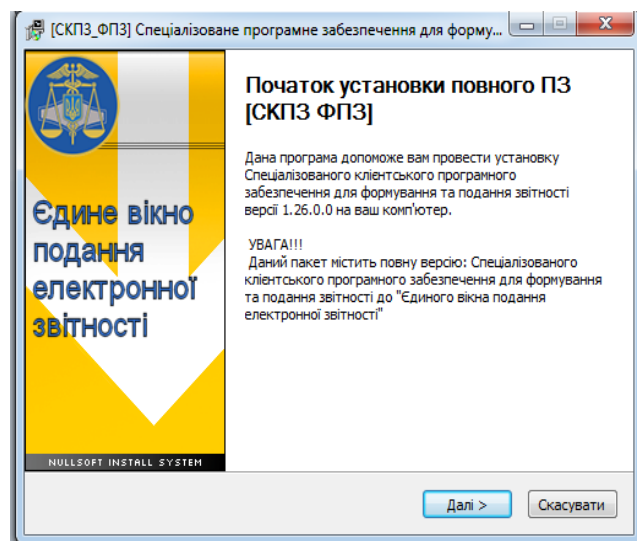 [СКПЗ_ФПЗ] Спеціалізоване програмне забезпечення для форму...
Єдине вікно
подання
електронної
звітності
NULLSOFT INSTALL SYSTEM
Початок установки повного ПЗ
[СКПЗ ФПЗ]
Дана програма допоможе вам провести установку
Спеціалізованого клієнтського програмного
забезпечення для формування та подання звітності
версії 1.26.0.0 на ваш комп'ютер.
УВАГА!!!
Даний пакет містить повну версію: Спеціалізованого
клієнтського програмного забезпечення для формування
та подання звітності до "Єдиного вікна подання
електронної звітності"
Далі >
Скасувати